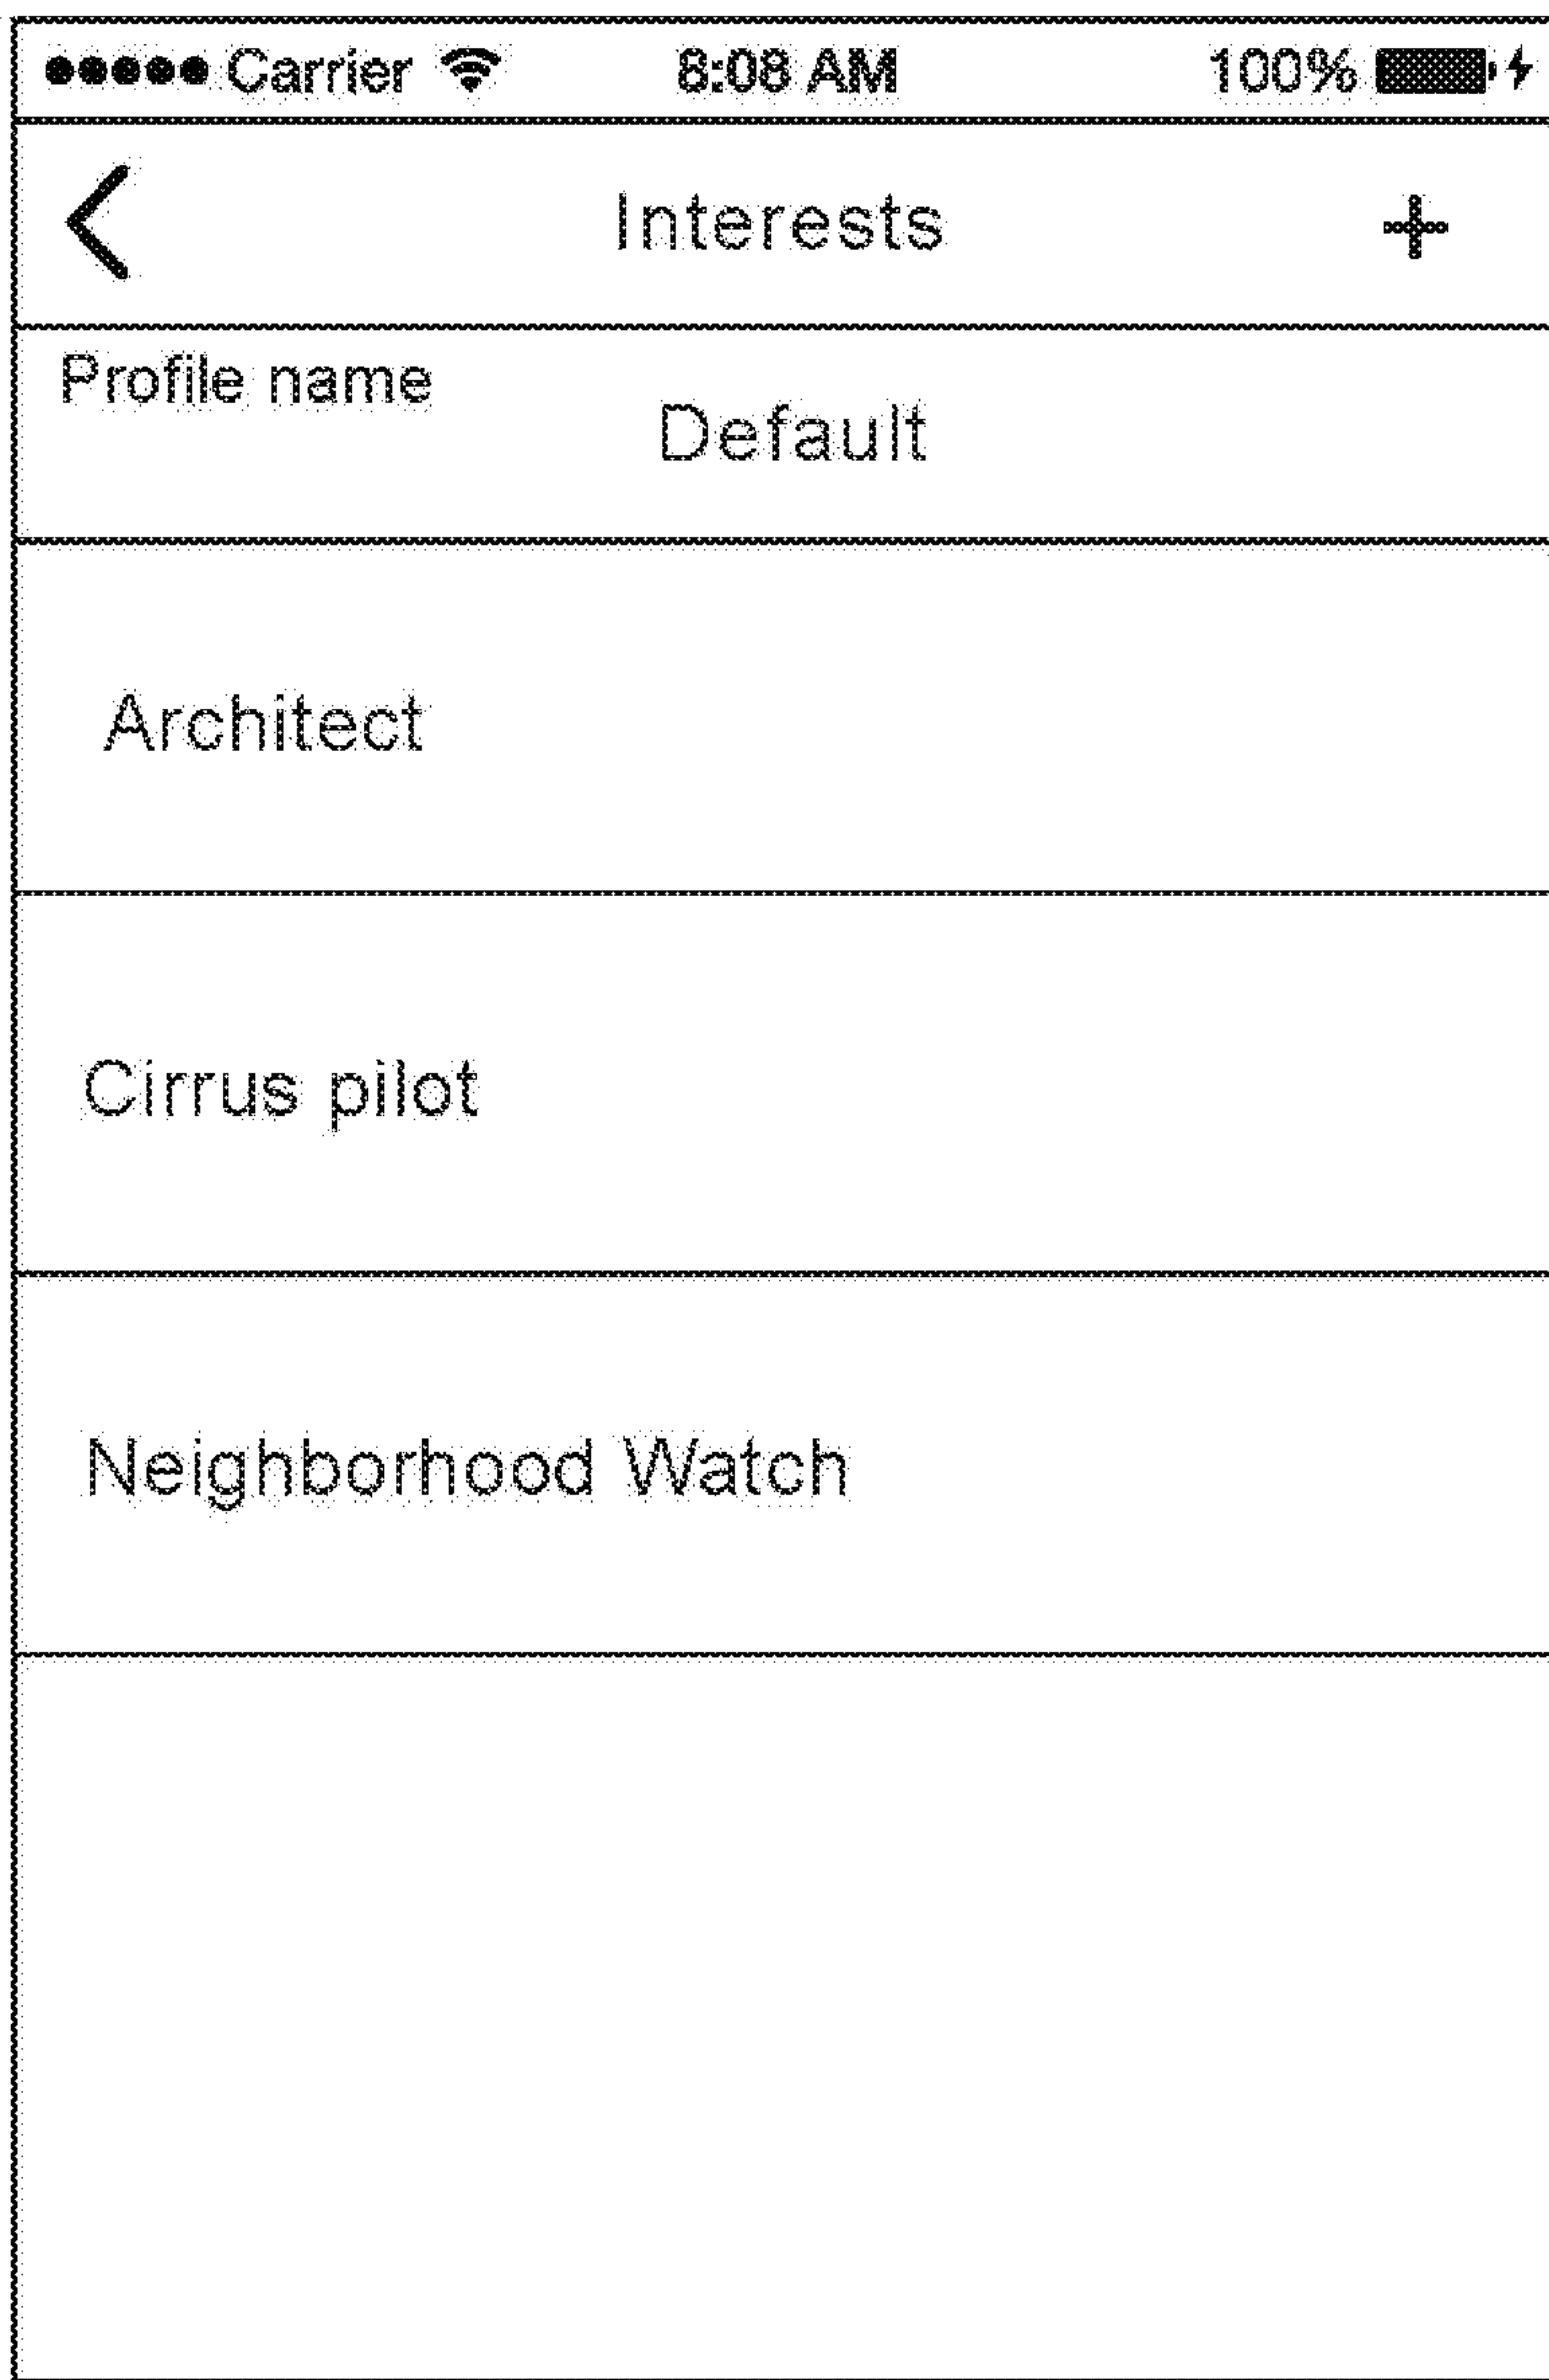 Carrier 8:08 AM 100%
Interests +
Profile name
Default
Architect
Cirrus pilot
Neighborhood Watch